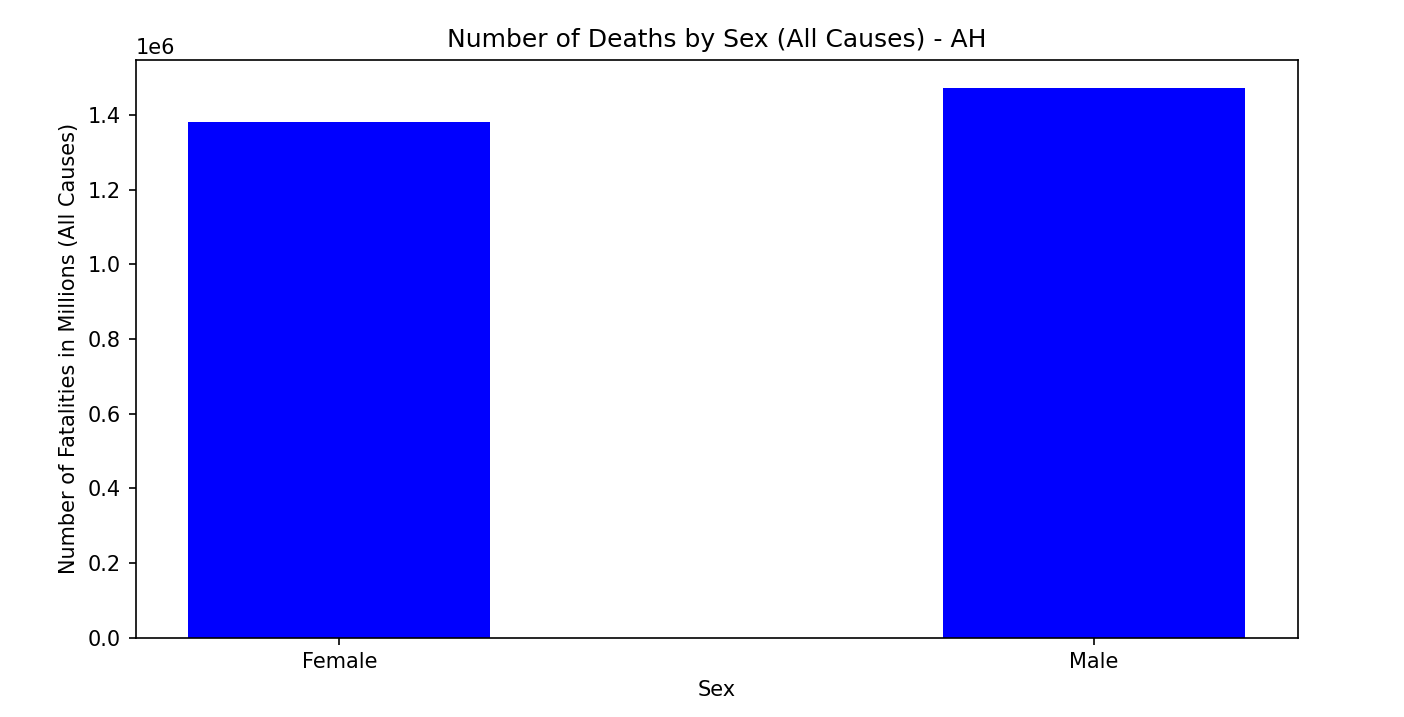 Number of Deaths by Sex (All Causes) - AH
1e6
Number of Fatalities in Millions (All Causes)
1.4
1.2
1.0
0.8
0.6
0.4
0.2
0.0
Female
Male
Sex